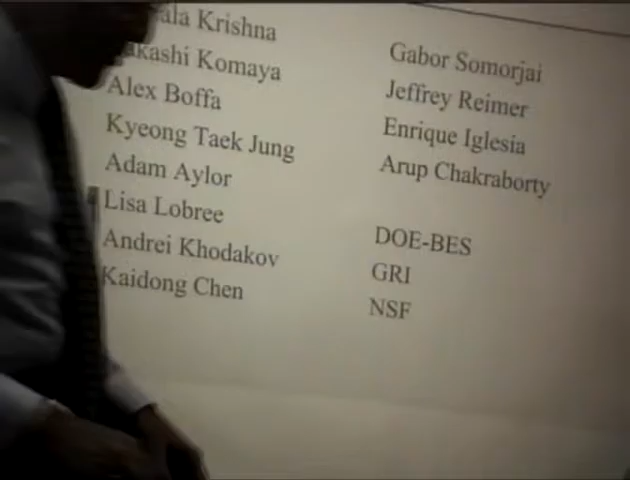 Krishna
Komaya
Alex Boffa
Kyeong Taek Jung
Adam Aylor
Lisa Lobree
Andrei Khodakov
Kaidong Chen
Gabor Somorjai
Jeffrey Reimer
Enrique Iglesia
Arup Chakraborty
DOE-BES
GRI
NSF